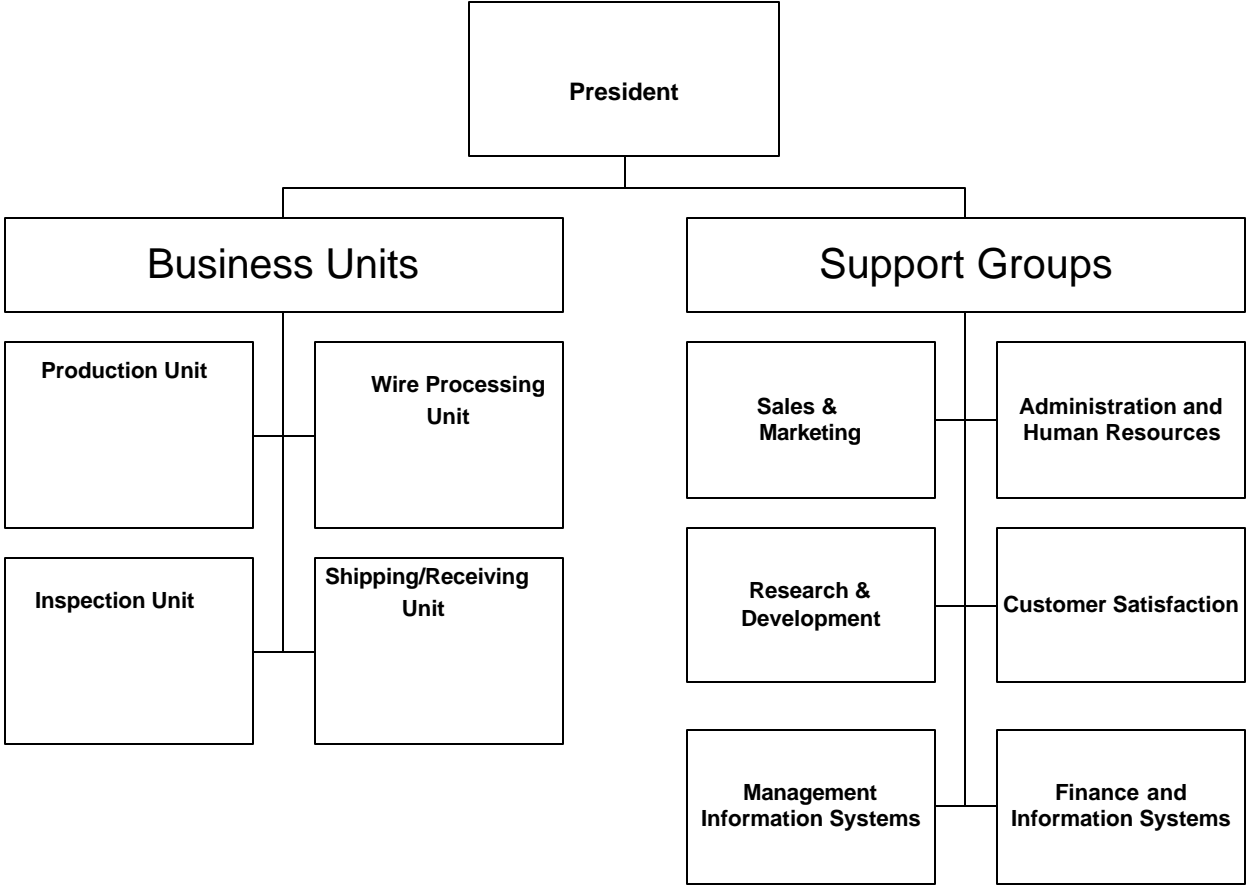 President
Business Units
Support Groups
Production Unit
Wire Processing
Unit
Inspection Unit
Shipping/Receiving
Unit
Sales &
Marketing
Administration and
Human Resources
Research &
Development
Customer Satisfaction
Management
Information Systems
Finance and
Information Systems